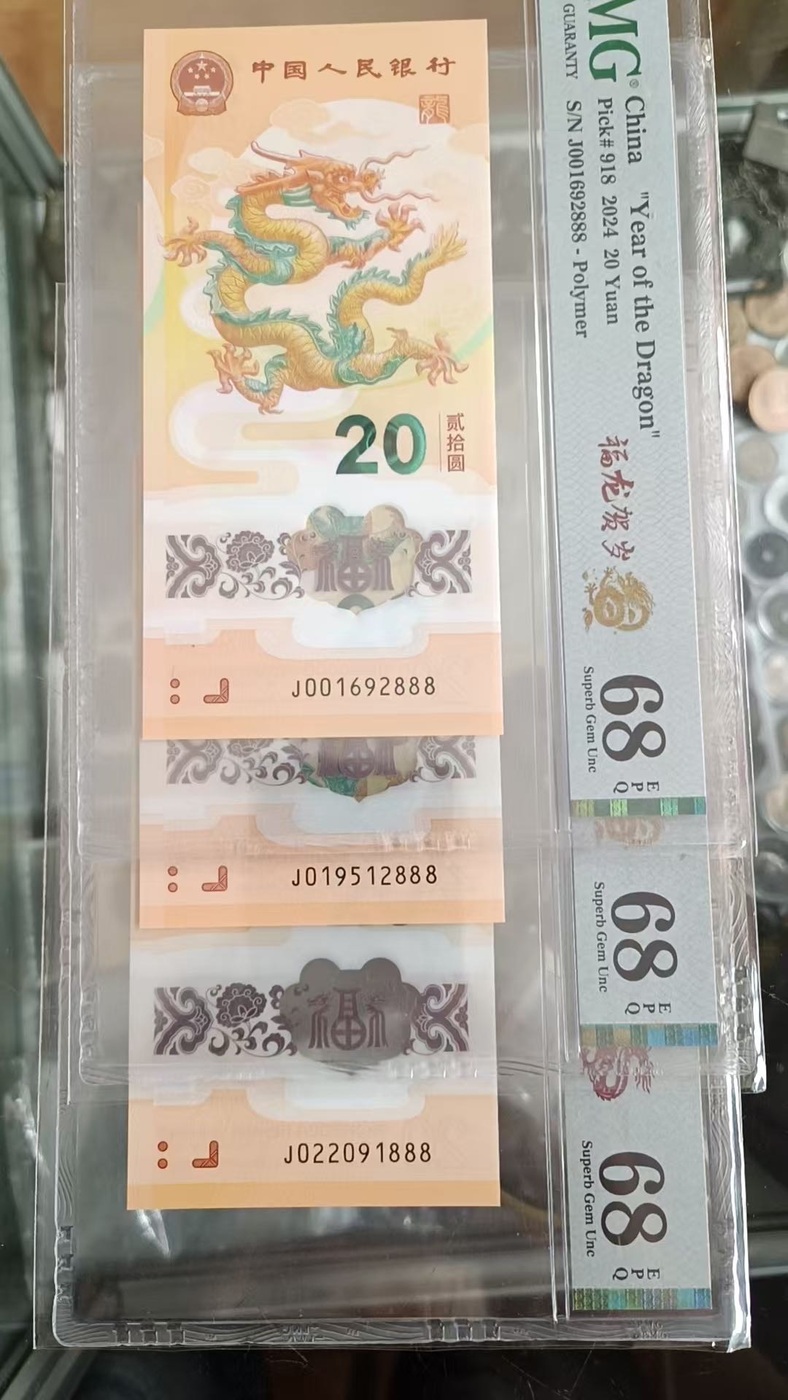 中国人民银行
龍
20
贰拾圆
福
J001692888
J019512888
福
J022091888
MG
GUARANTY
China "Year of the Dragon"
Pick# 918 2024 20 Yuan
S/N J001692888 - Polymer
福龙贺岁
68 EPQ
Superb Gem Unc
68 EPQ
Superb Gem Unc
68 EPQ
Superb Gem Unc